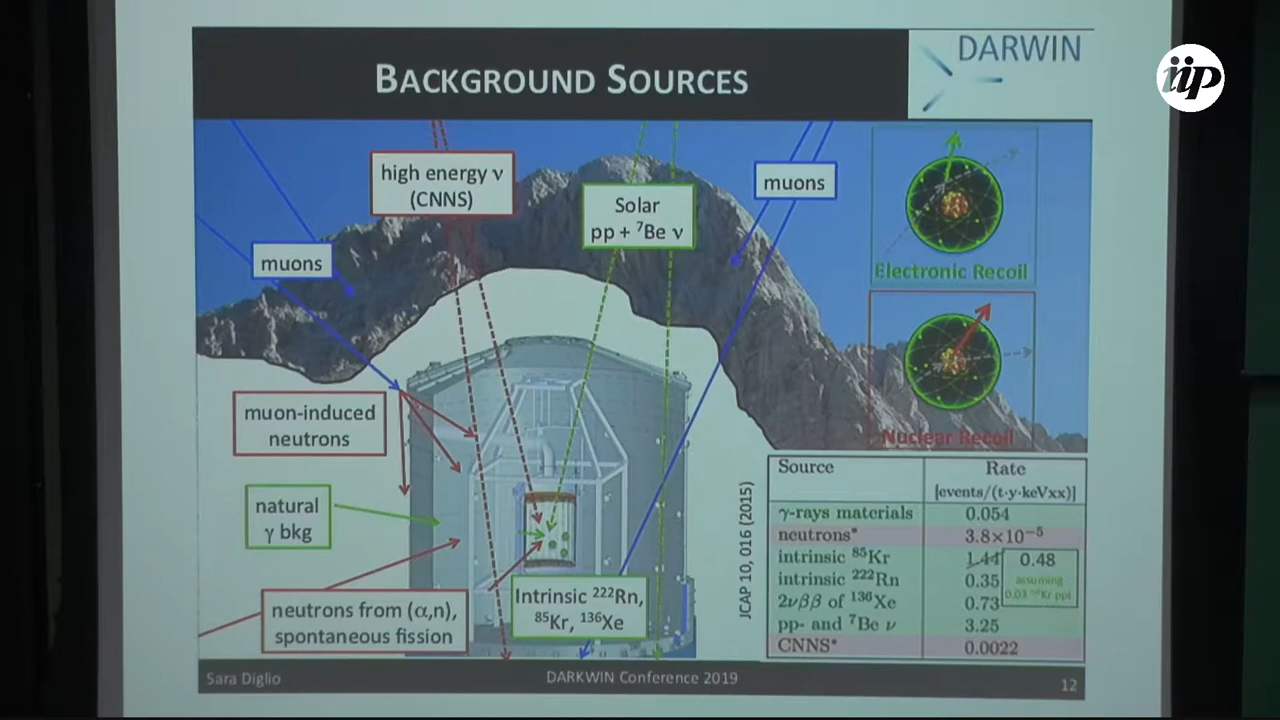 BACKGROUND SOURCES
DARWIN
iip
high energy ν
(CNNS)
Solar
pp + ⁷Be ν
muons
muons
Electronic Recoil
Nuclear Recoil
muon-induced
neutrons
natural
γ bkg
neutrons from (α,n),
spontaneous fission
Intrinsic ²²²Rn,
⁸⁵Kr, ¹³⁶Xe
JCAP 10, 016 (2015)
Source Rate
[events/(t·y·keVxx)]
γ-rays materials 0.054
neutrons* 3.8×10⁻⁵
intrinsic ⁸⁵Kr 1.44 0.48
intrinsic ²²²Rn 0.35 assuming
2νββ of ¹³⁶Xe 0.73 0.03
pp- and ⁷Be ν 3.25
CNNS* 0.0022
Sara Diglio
DARKWIN Conference 2019
12